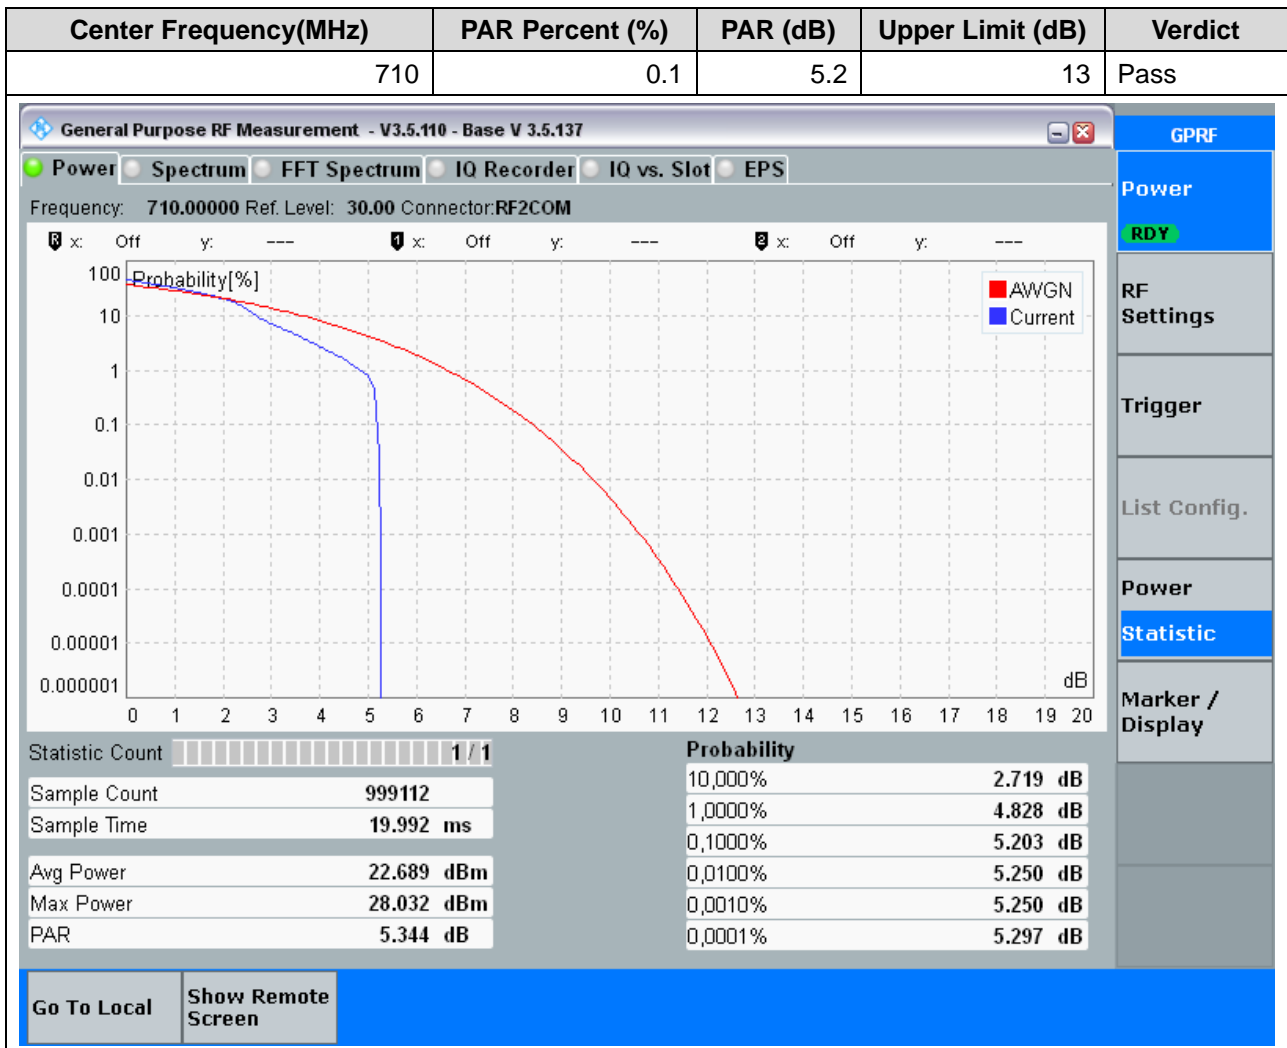 Center Frequency(MHz) PAR Percent (%) PAR (dB) Upper Limit (dB) Verdict
710 0.1 5.2 13 Pass
General Purpose RF Measurement - V3.5.110 - Base V 3.5.137
GPRF
Power Spectrum FFT Spectrum IQ Recorder IQ vs. Slot EPS
Power
RDY
Frequency: 710.00000 Ref. Level: 30.00 Connector:RF2COM
R x: Off y: --- 1 x: Off y: --- 2 x: Off y: ---
Probability[%]
100
10
1
0.1
0.01
0.001
0.0001
0.00001
0.000001
AWGN
Current
dB
0 1 2 3 4 5 6 7 8 9 10 11 12 13 14 15 16 17 18 19 20
RF
Settings
Trigger
List Config.
Power
Statistic
Marker /
Display
Statistic Count 1 / 1
Sample Count 999112
Sample Time 19.992 ms
Avg Power 22.689 dBm
Max Power 28.032 dBm
PAR 5.344 dB
Probability
10,000% 2.719 dB
1,0000% 4.828 dB
0,1000% 5.203 dB
0,0100% 5.250 dB
0,0010% 5.250 dB
0,0001% 5.297 dB
Go To Local
Show Remote
Screen